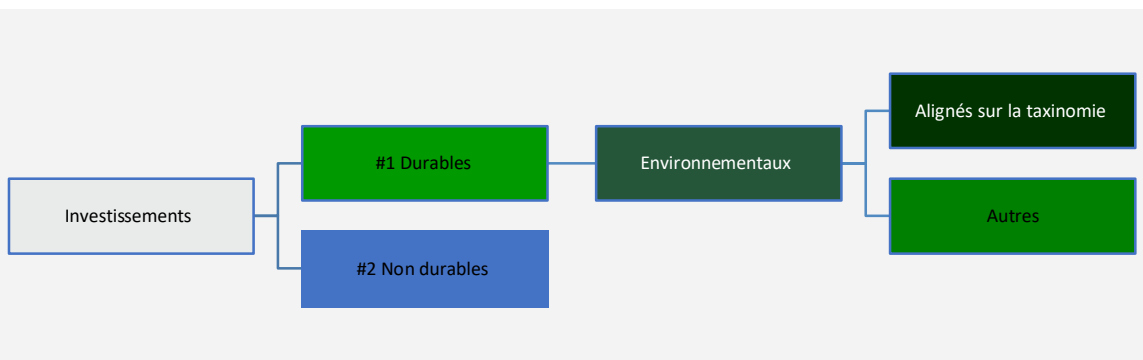 Investissements
#1 Durables
#2 Non durables
Environnementaux
Alignés sur la taxinomie
Autres